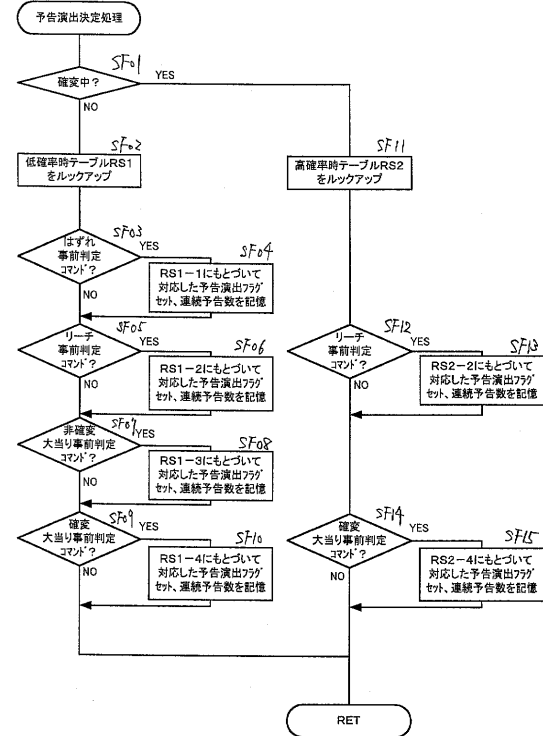 予告演出決定処理
SF01
確変中?
YES
NO
SF02
低確率時テーブルRS1
をルックアップ
SF11
高確率時テーブルRS2
をルックアップ
SF03
はずれ
事前判定
コマンド?
YES
NO
SF04
RS1-1にもとづいて
対応した予告演出フラグ
セット、連続予告数を記憶
SF05
リーチ
事前判定
コマンド?
YES
NO
SF06
RS1-2にもとづいて
対応した予告演出フラグ
セット、連続予告数を記憶
SF12
リーチ
事前判定
コマンド?
YES
NO
SF13
RS2-2にもとづいて
対応した予告演出フラグ
セット、連続予告数を記憶
SF07
非確変
大当り事前判定
コマンド?
YES
NO
SF08
RS1-3にもとづいて
対応した予告演出フラグ
セット、連続予告数を記憶
SF09
確変
大当り事前判定
コマンド?
YES
NO
SF10
RS1-4にもとづいて
対応した予告演出フラグ
セット、連続予告数を記憶
SF14
確変
大当り事前判定
コマンド?
YES
NO
SF15
RS2-4にもとづいて
対応した予告演出フラグ
セット、連続予告数を記憶
RET